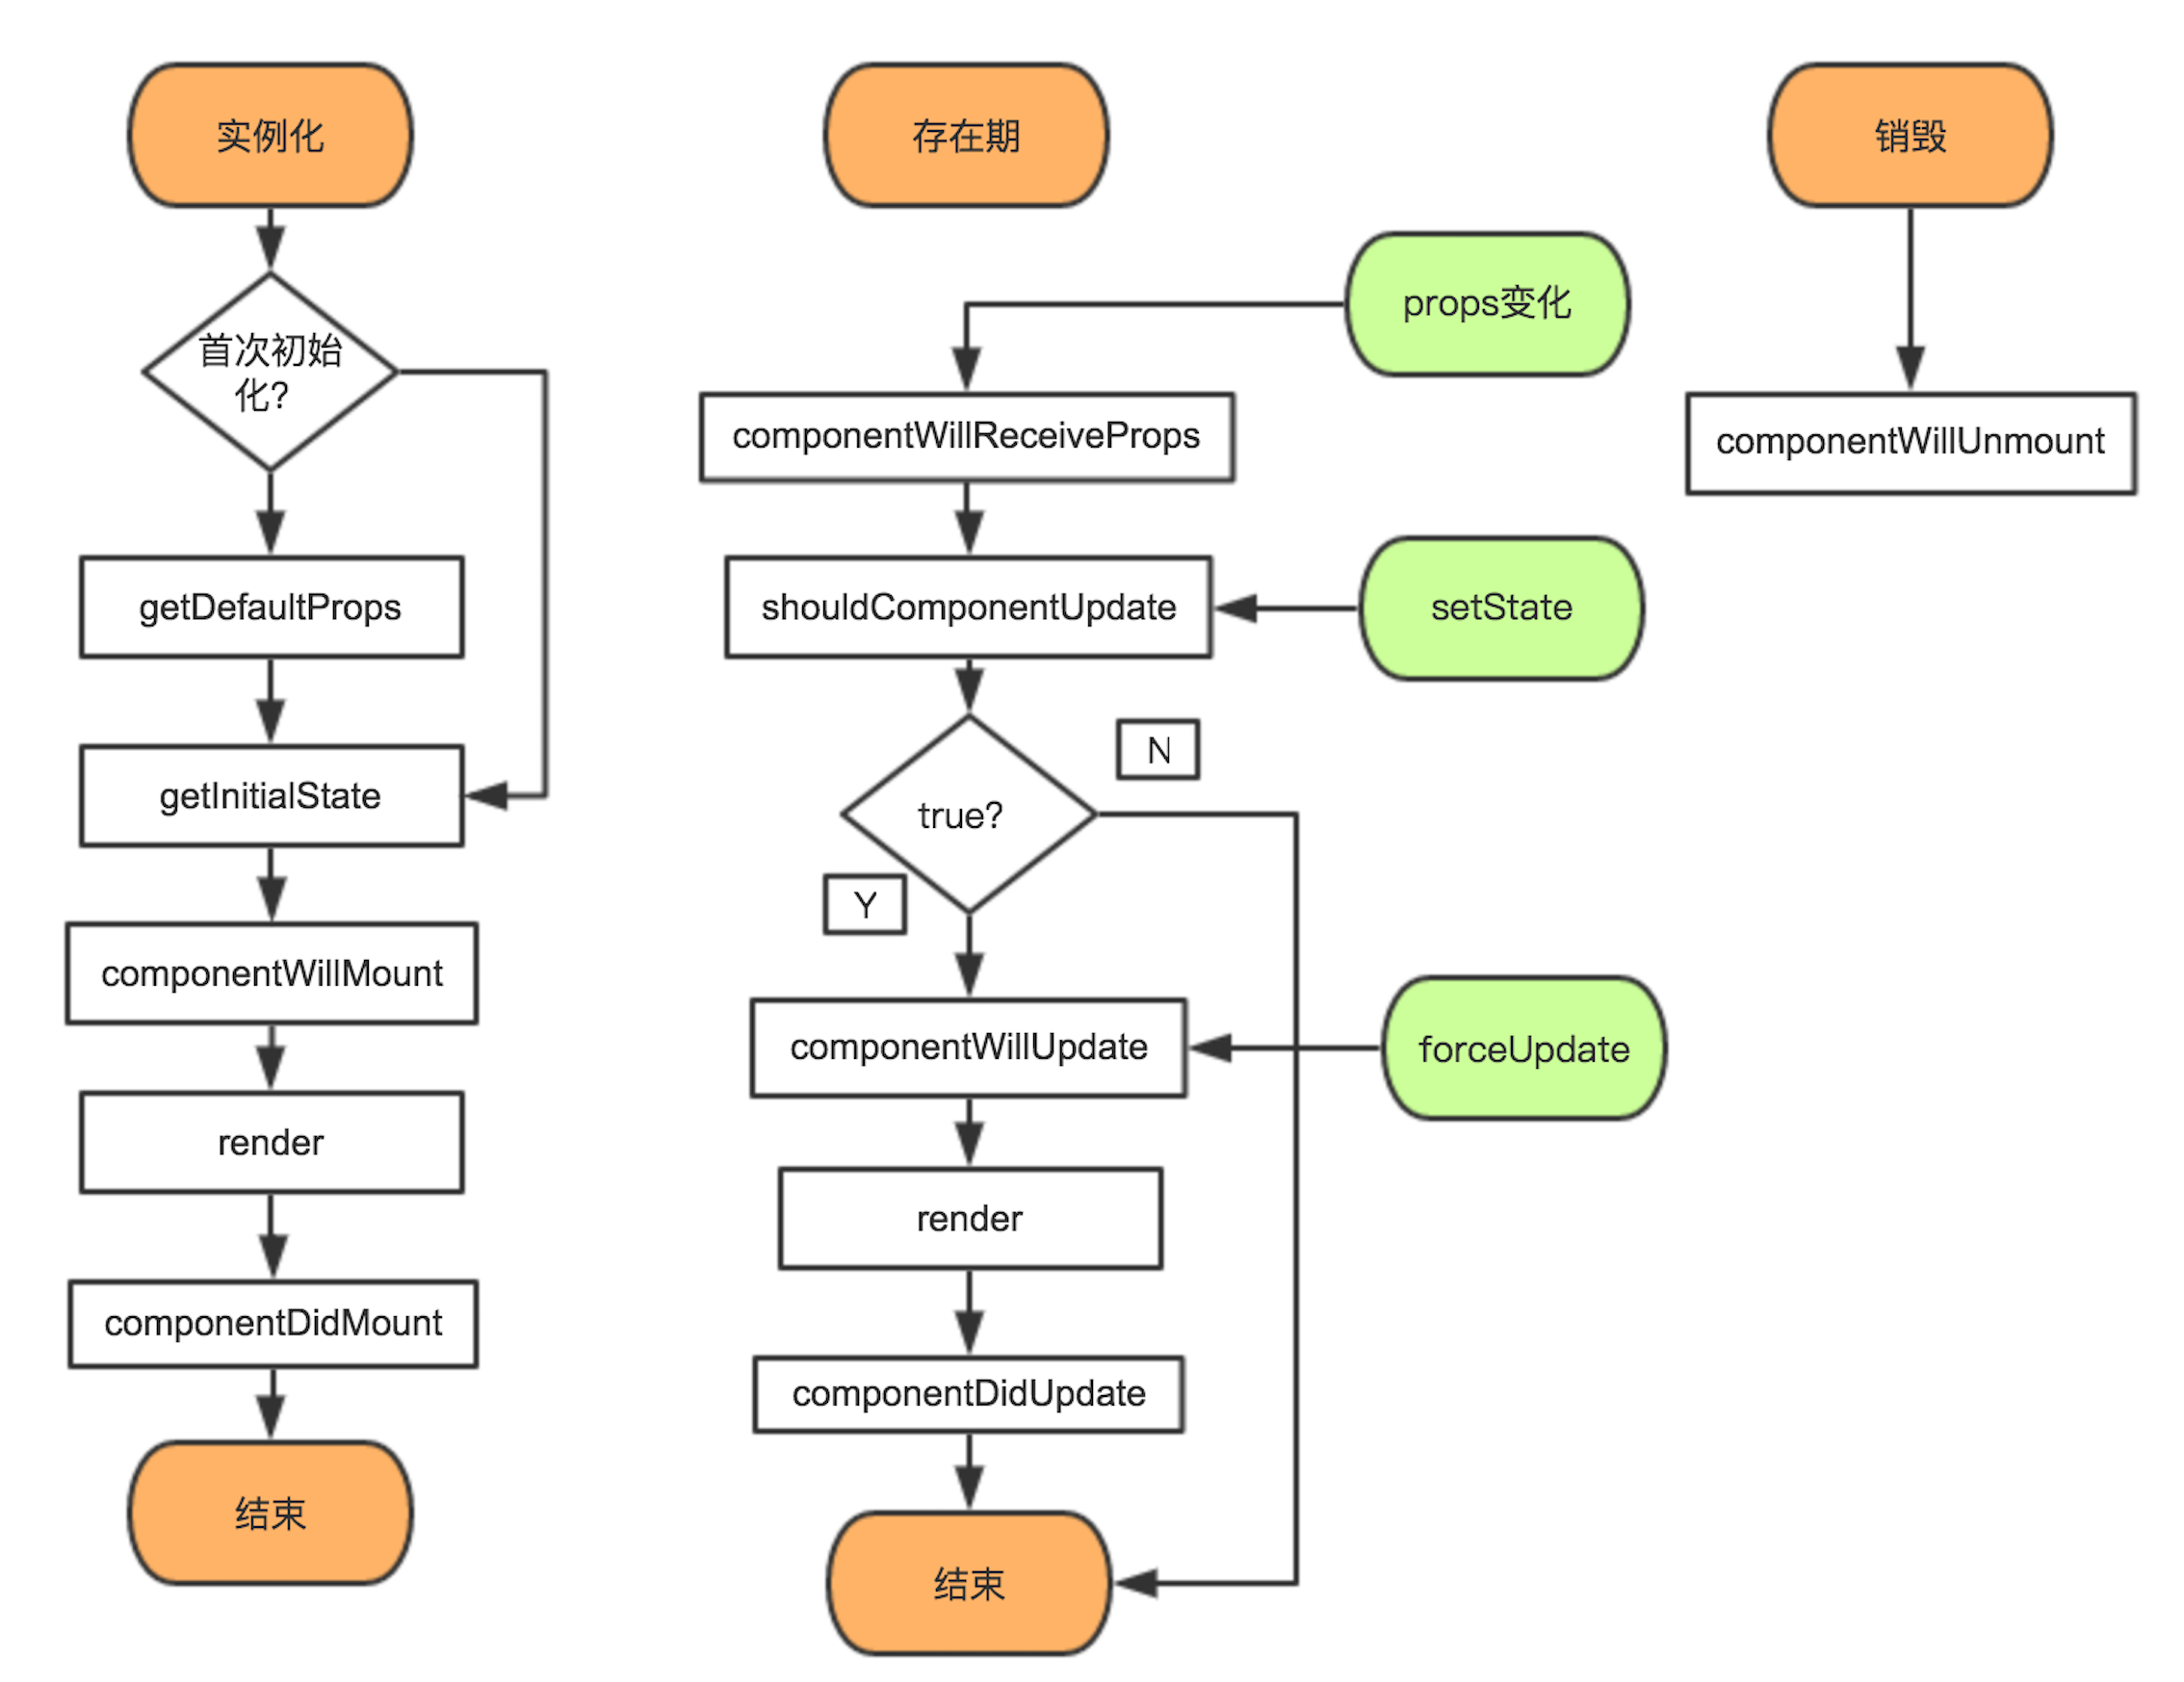 实例化
首次初始
化?
getDefaultProps
getInitialState
componentWillMount
render
componentDidMount
结束
存在期
props变化
componentWillReceiveProps
shouldComponentUpdate
setState
N
true?
Y
componentWillUpdate
forceUpdate
render
componentDidUpdate
结束
销毁
componentWillUnmount